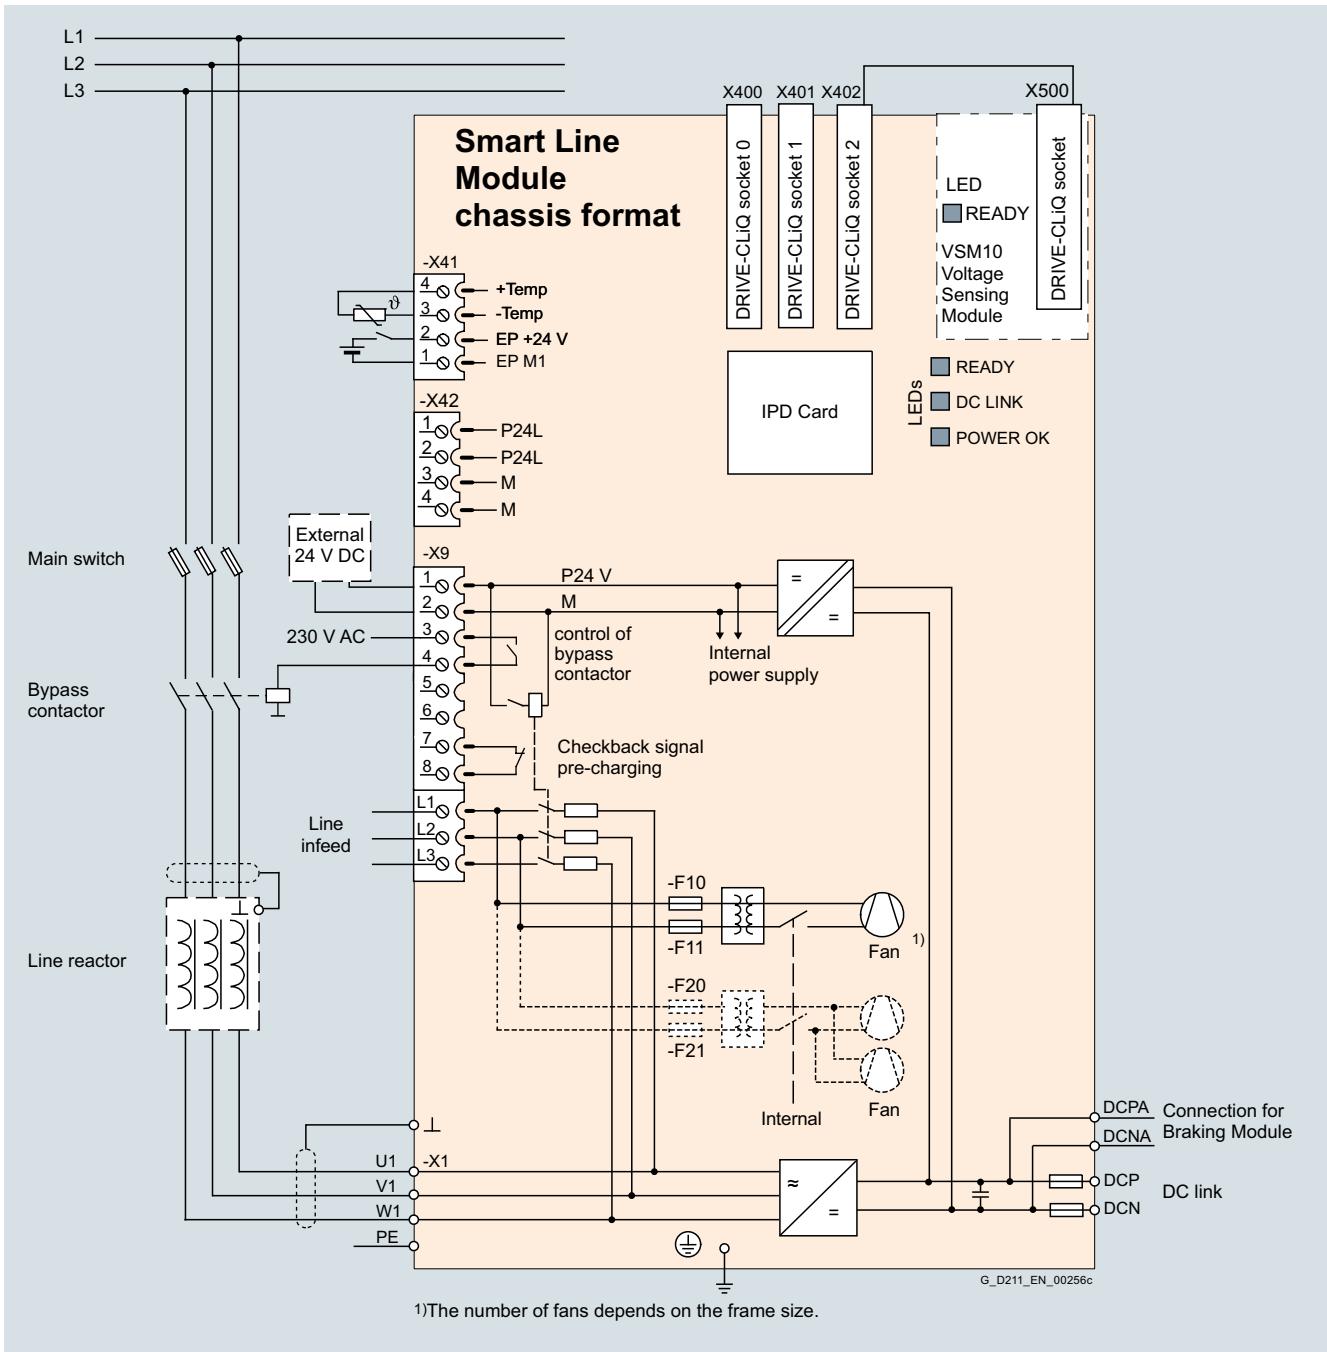 L1
L2
L3
X400
X401
X402
X500
Smart Line
Module
chassis format
DRIVE-CLiQ socket 0
DRIVE-CLiQ socket 1
DRIVE-CLiQ socket 2
DRIVE-CLiQ socket
LED
READY
VSM10
Voltage
Sensing
Module
-X41
4
+Temp
ϑ
3
-Temp
2
EP +24 V
1
EP M1
IPD Card
LEDs
READY
DC LINK
POWER OK
-X42
1
P24L
2
P24L
3
M
4
M
Main switch
External
24 V DC
-X9
1
P24 V
2
M
=
=
230 V AC
3
4
5
6
7
8
control of
bypass
contactor
Internal
power supply
Bypass
contactor
Checkback signal
pre-charging
Line
infeed
L1
L2
L3
-F10
-F11
Fan
1)
Line reactor
-F20
-F21
Fan
Internal
DCPA
DCNA
Connection for
Braking Module
U1
-X1
V1
W1
PE
≈
=
DCP
DCN
DC link
G_D211_EN_00256c
1)The number of fans depends on the frame size.